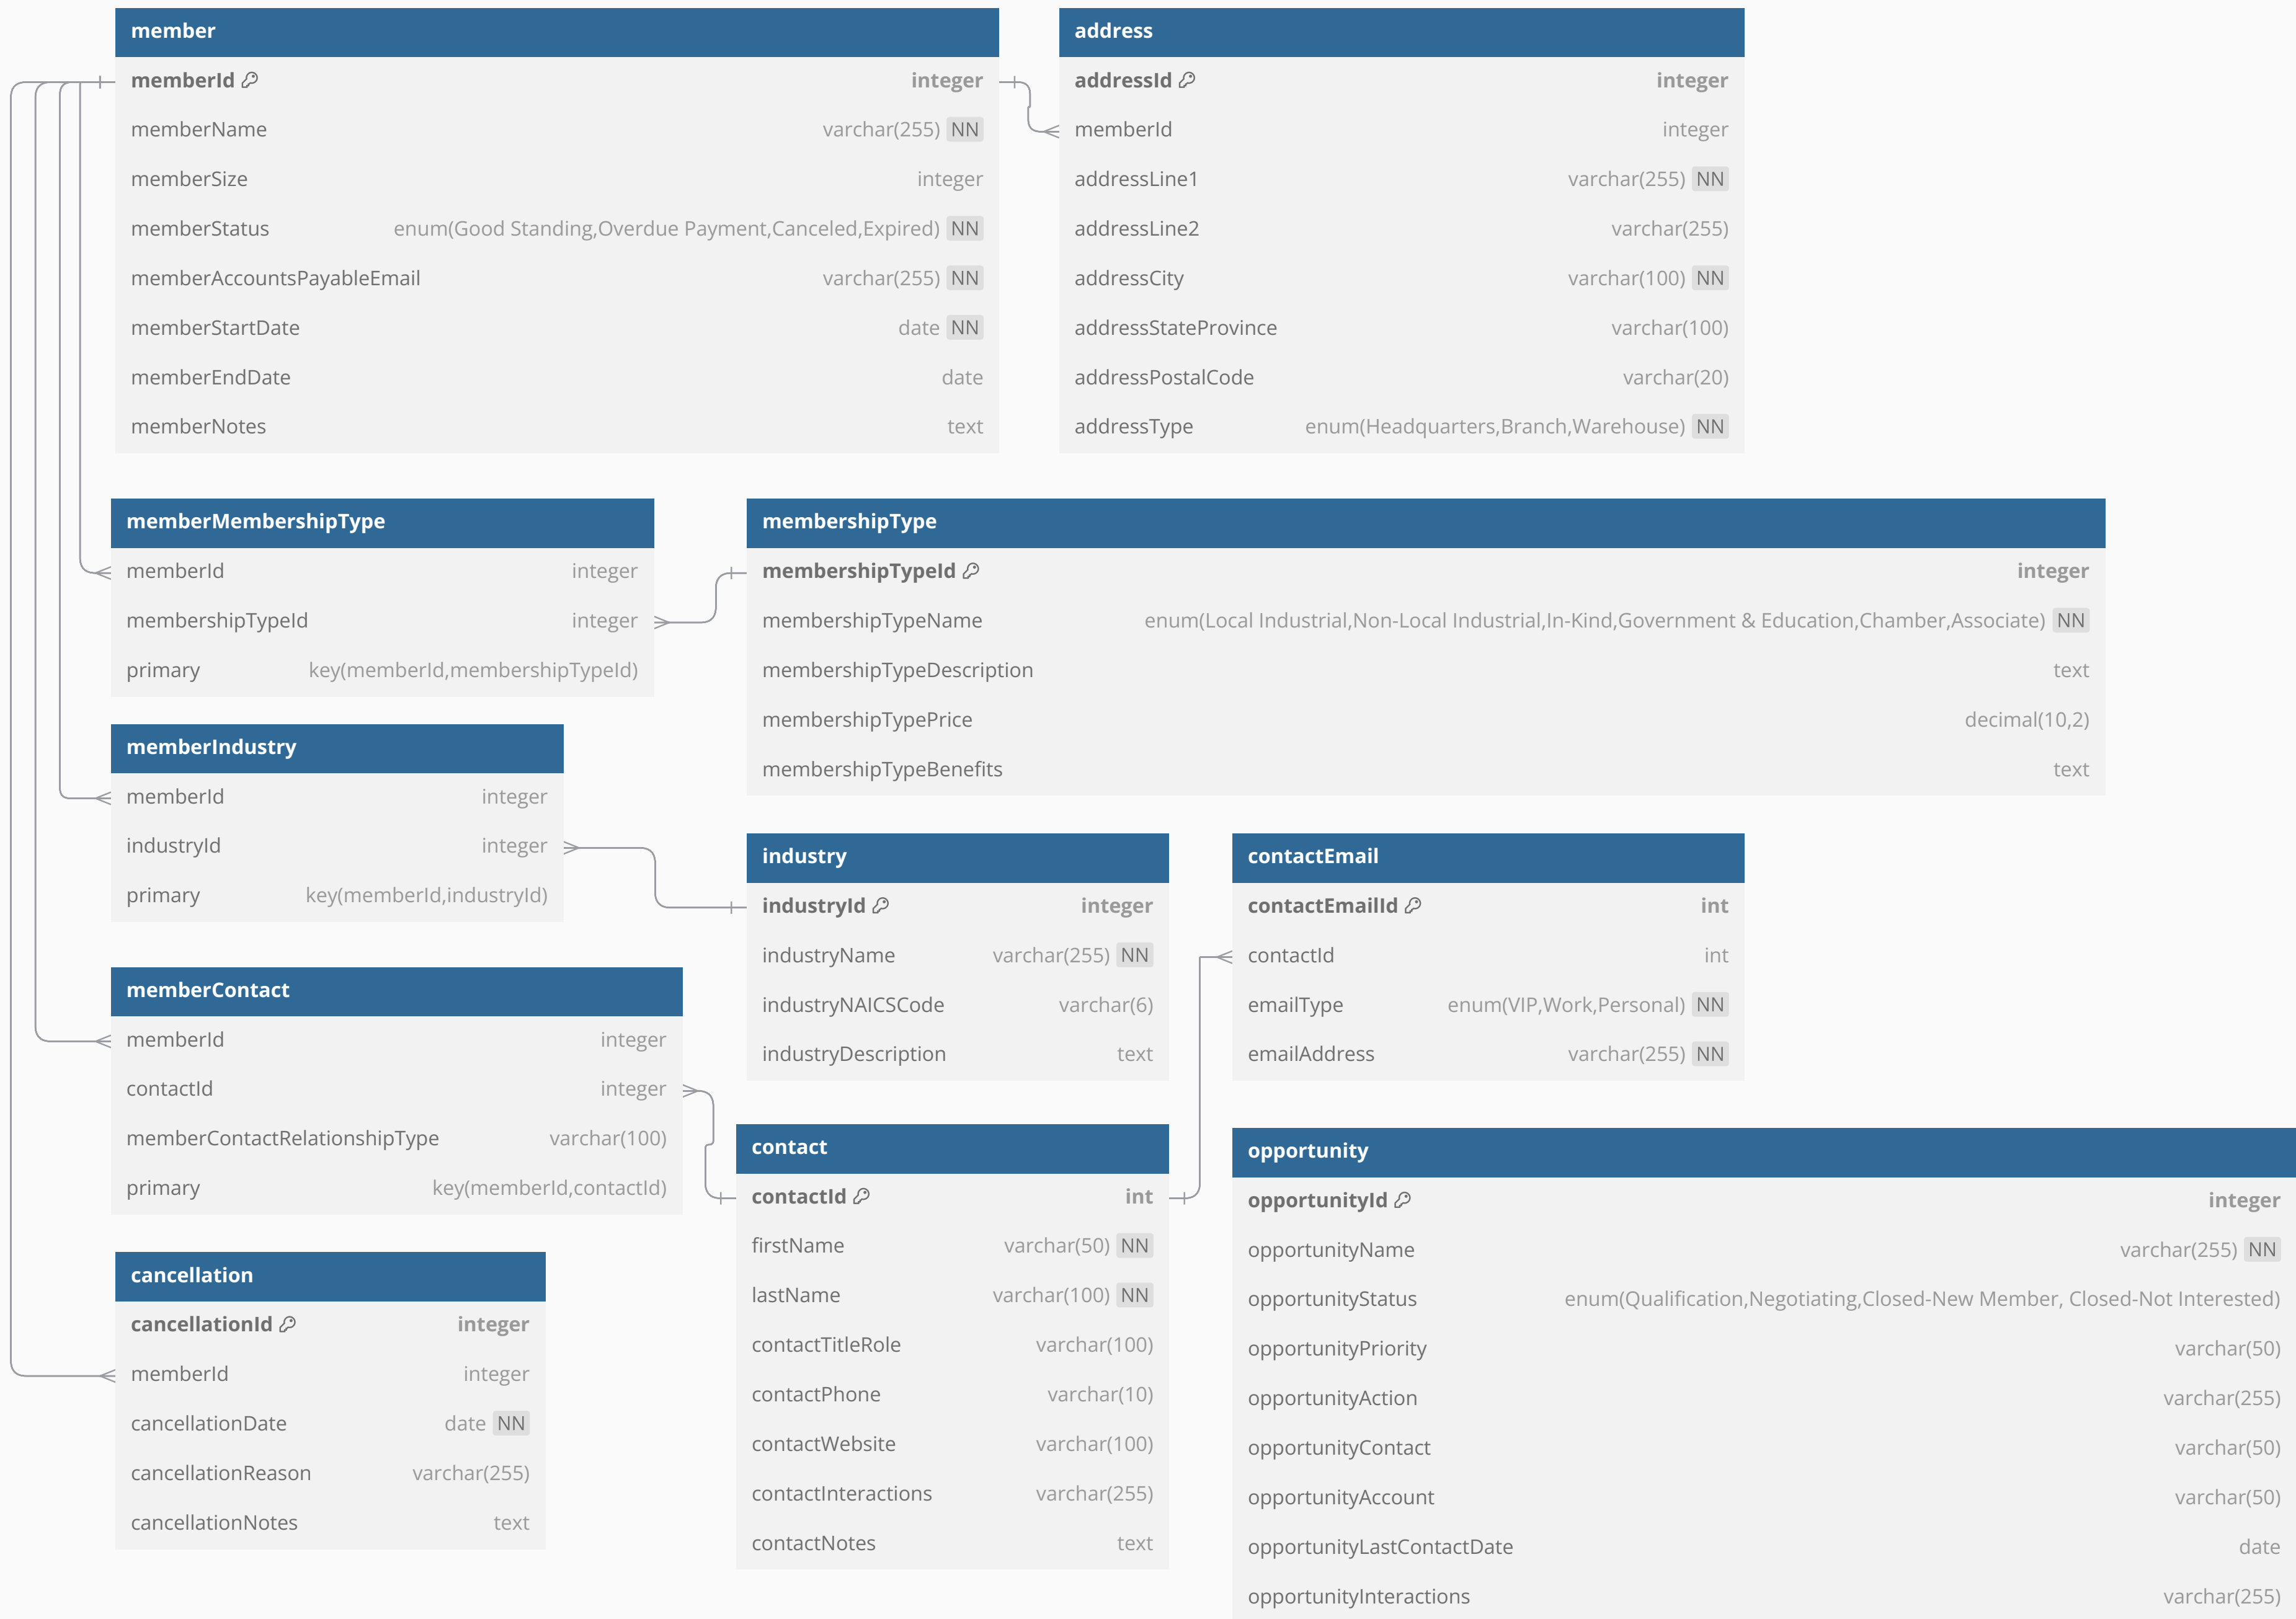 member
memberId integer
memberName varchar(255) NN
memberSize integer
memberStatus enum(Good Standing,Overdue Payment,Canceled,Expired) NN
memberAccountsPayableEmail varchar(255) NN
memberStartDate date NN
memberEndDate date
memberNotes text
address
addressId integer
memberId integer
addressLine1 varchar(255) NN
addressLine2 varchar(255)
addressCity varchar(100) NN
addressStateProvince varchar(100)
addressPostalCode varchar(20)
addressType enum(Headquarters,Branch,Warehouse) NN
memberMembershipType
memberId integer
membershipTypeId integer
primary key(memberId,membershipTypeId)
membershipType
membershipTypeId integer
membershipTypeName enum(Local Industrial,Non-Local Industrial,In-Kind,Government & Education,Chamber,Associate) NN
membershipTypeDescription text
membershipTypePrice decimal(10,2)
membershipTypeBenefits text
memberIndustry
memberId integer
industryId integer
primary key(memberId,industryId)
industry
industryId integer
industryName varchar(255) NN
industryNAICSCode varchar(6)
industryDescription text
contactEmail
contactEmailId int
contactId int
emailType enum(VIP,Work,Personal) NN
emailAddress varchar(255) NN
memberContact
memberId integer
contactId integer
memberContactRelationshipType varchar(100)
primary key(memberId,contactId)
contact
contactId int
firstName varchar(50) NN
lastName varchar(100) NN
contactTitleRole varchar(100)
contactPhone varchar(10)
contactWebsite varchar(100)
contactInteractions varchar(255)
contactNotes text
opportunity
opportunityId integer
opportunityName varchar(255) NN
opportunityStatus enum(Qualification,Negotiating,Closed-New Member, Closed-Not Interested)
opportunityPriority varchar(50)
opportunityAction varchar(255)
opportunityContact varchar(50)
opportunityAccount varchar(50)
opportunityLastContactDate date
opportunityInteractions varchar(255)
cancellation
cancellationId integer
memberId integer
cancellationDate date NN
cancellationReason varchar(255)
cancellationNotes text